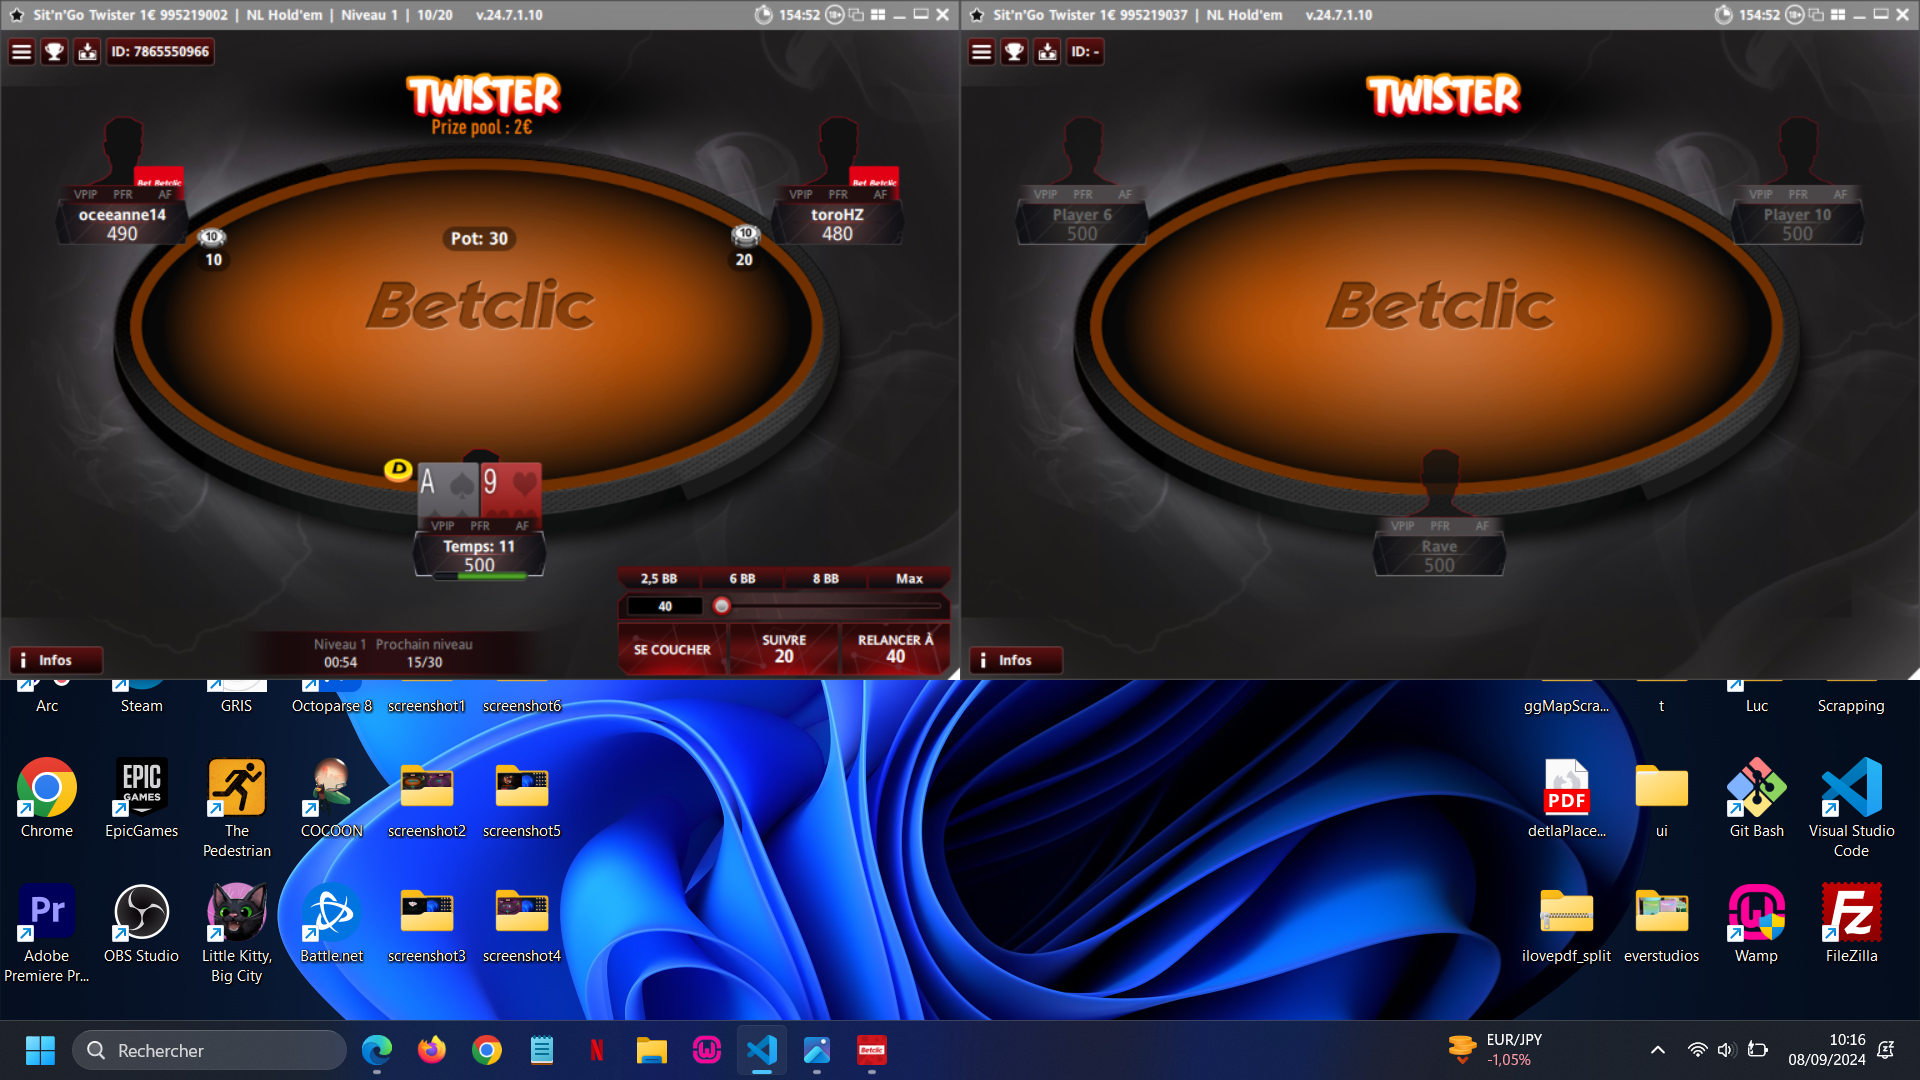 Sit'n'Go Twister 1€ 995219002 | NL Hold'em | Niveau 1 | 10/20 v.24.7.1.10
154:52 18+
ID: 7865550966
TWISTER
Prize pool : 2€
Bet Betclic
VPIP PFR AF
oceeanne14
490
Bet Betclic
VPIP PFR AF
toroHZ
480
10
10
Pot: 30
10
20
Betclic
D
A
9
VPIP PFR AF
Temps: 11
500
2,5 BB 6 BB 8 BB Max
40
SE COUCHER
SUIVRE
20
RELANCER À
40
Niveau 1 Prochain niveau
00:54 15/30
i Infos
Sit'n'Go Twister 1€ 995219037 | NL Hold'em v.24.7.1.10
154:52 18+
ID: -
TWISTER
VPIP PFR AF
Player 6
500
VPIP PFR AF
Player 10
500
Betclic
VPIP PFR AF
Rave
500
i Infos
Arc
Steam
GRIS
Octoparse 8
screenshot1
screenshot6
ggMapScra...
t
Luc
Scrapping
Chrome
EPIC
GAMES
EpicGames
The
Pedestrian
COCOON
screenshot2
screenshot5
PDF
detlaPlace...
ui
Git Bash
Visual Studio
Code
Pr
Adobe
Premiere Pr...
OBS Studio
Little Kitty,
Big City
Battle.net
screenshot3
screenshot4
ilovepdf_split
everstudios
Wamp
Fz
FileZilla
Rechercher
N
Betclic
EUR/JPY
-1,05%
10:16
08/09/2024